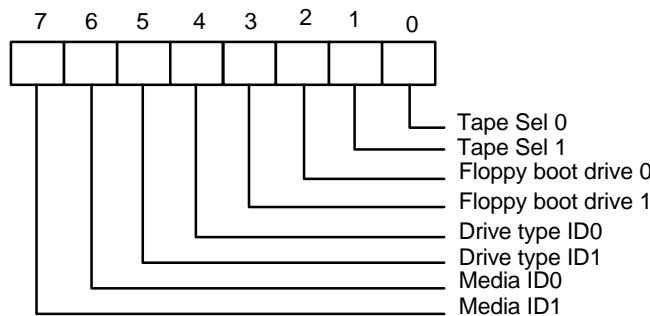 7 6 5 4 3 2 1 0
Tape Sel 0
Tape Sel 1
Floppy boot drive 0
Floppy boot drive 1
Drive type ID0
Drive type ID1
Media ID0
Media ID1